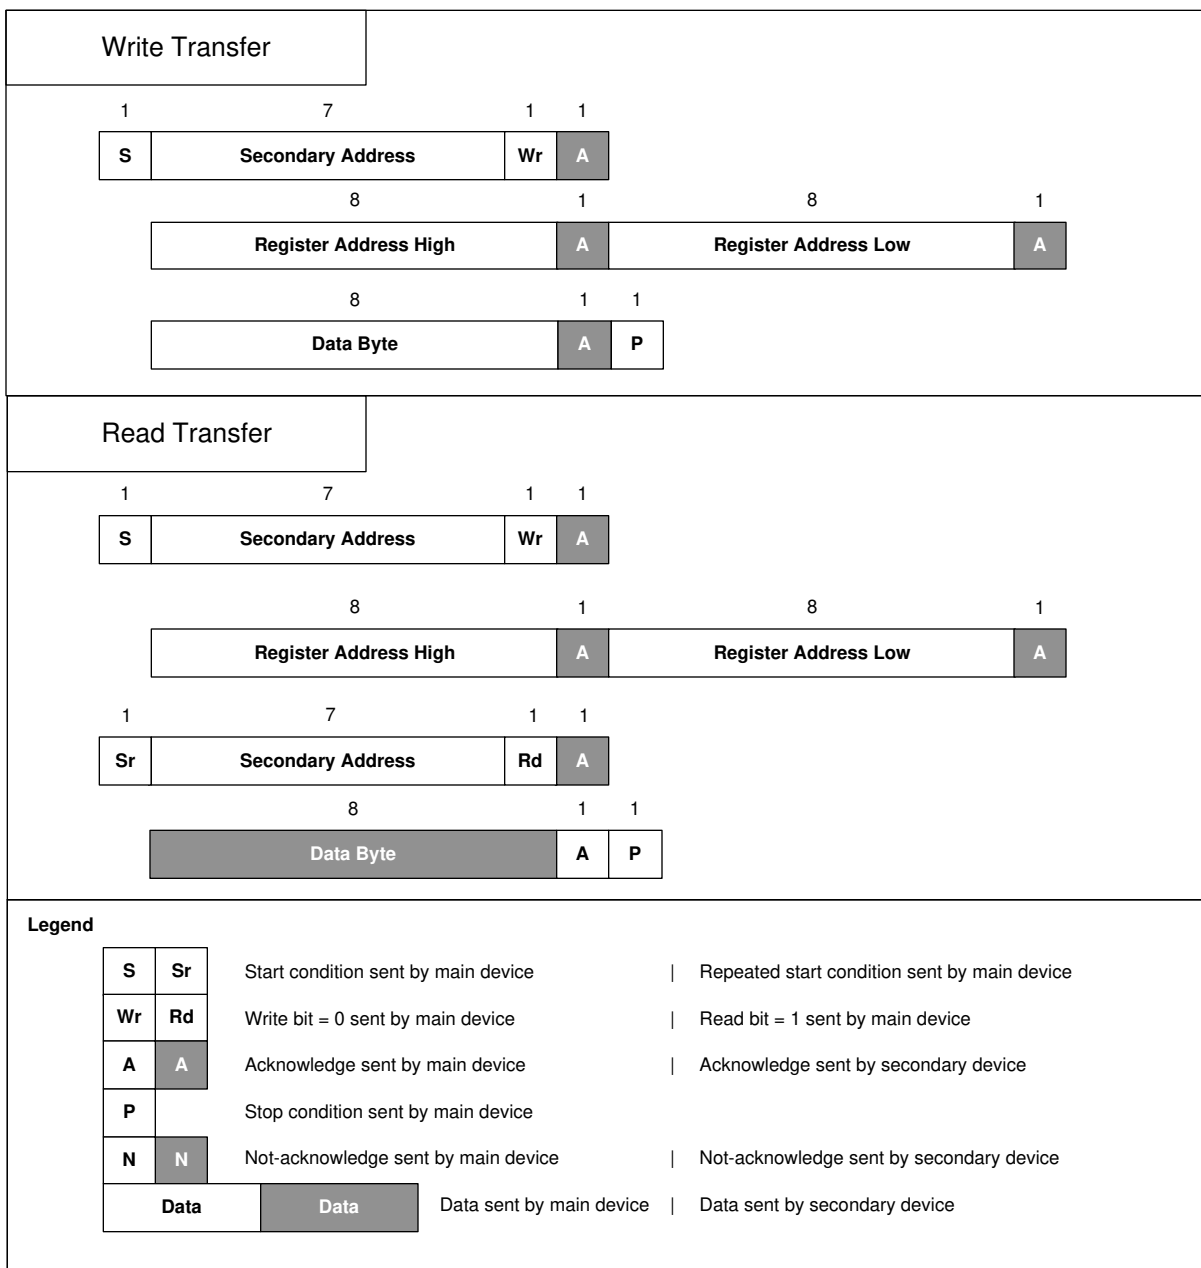 Write Transfer
1 7 1 1
S Secondary Address Wr A
8 1 8 1
Register Address High A Register Address Low A
8 1 1
Data Byte A P
Read Transfer
1 7 1 1
S Secondary Address Wr A
8 1 8 1
Register Address High A Register Address Low A
1 7 1 1
Sr Secondary Address Rd A
8 1 1
Data Byte A P
Legend
S Sr Start condition sent by main device | Repeated start condition sent by main device
Wr Rd Write bit = 0 sent by main device | Read bit = 1 sent by main device
A A Acknowledge sent by main device | Acknowledge sent by secondary device
P Stop condition sent by main device
N N Not-acknowledge sent by main device | Not-acknowledge sent by secondary device
Data Data Data sent by main device | Data sent by secondary device